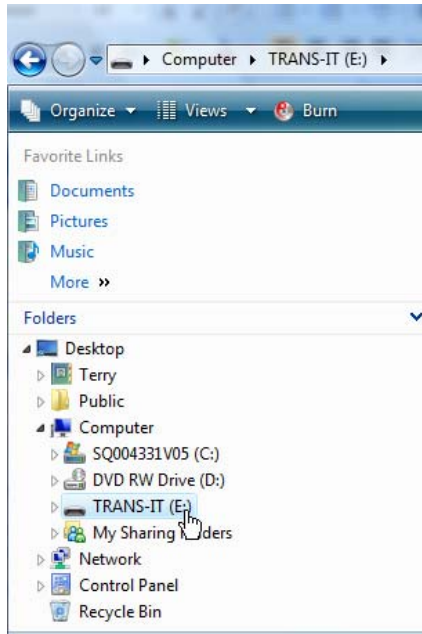 Computer TRANS-IT (E:)
Organize Views Burn
Favorite Links
Documents
Pictures
Music
More »
Folders
Desktop
Terry
Public
Computer
SQ004331V05 (C:)
DVD RW Drive (D:)
TRANS-IT (E:)
My Sharing Folders
Network
Control Panel
Recycle Bin